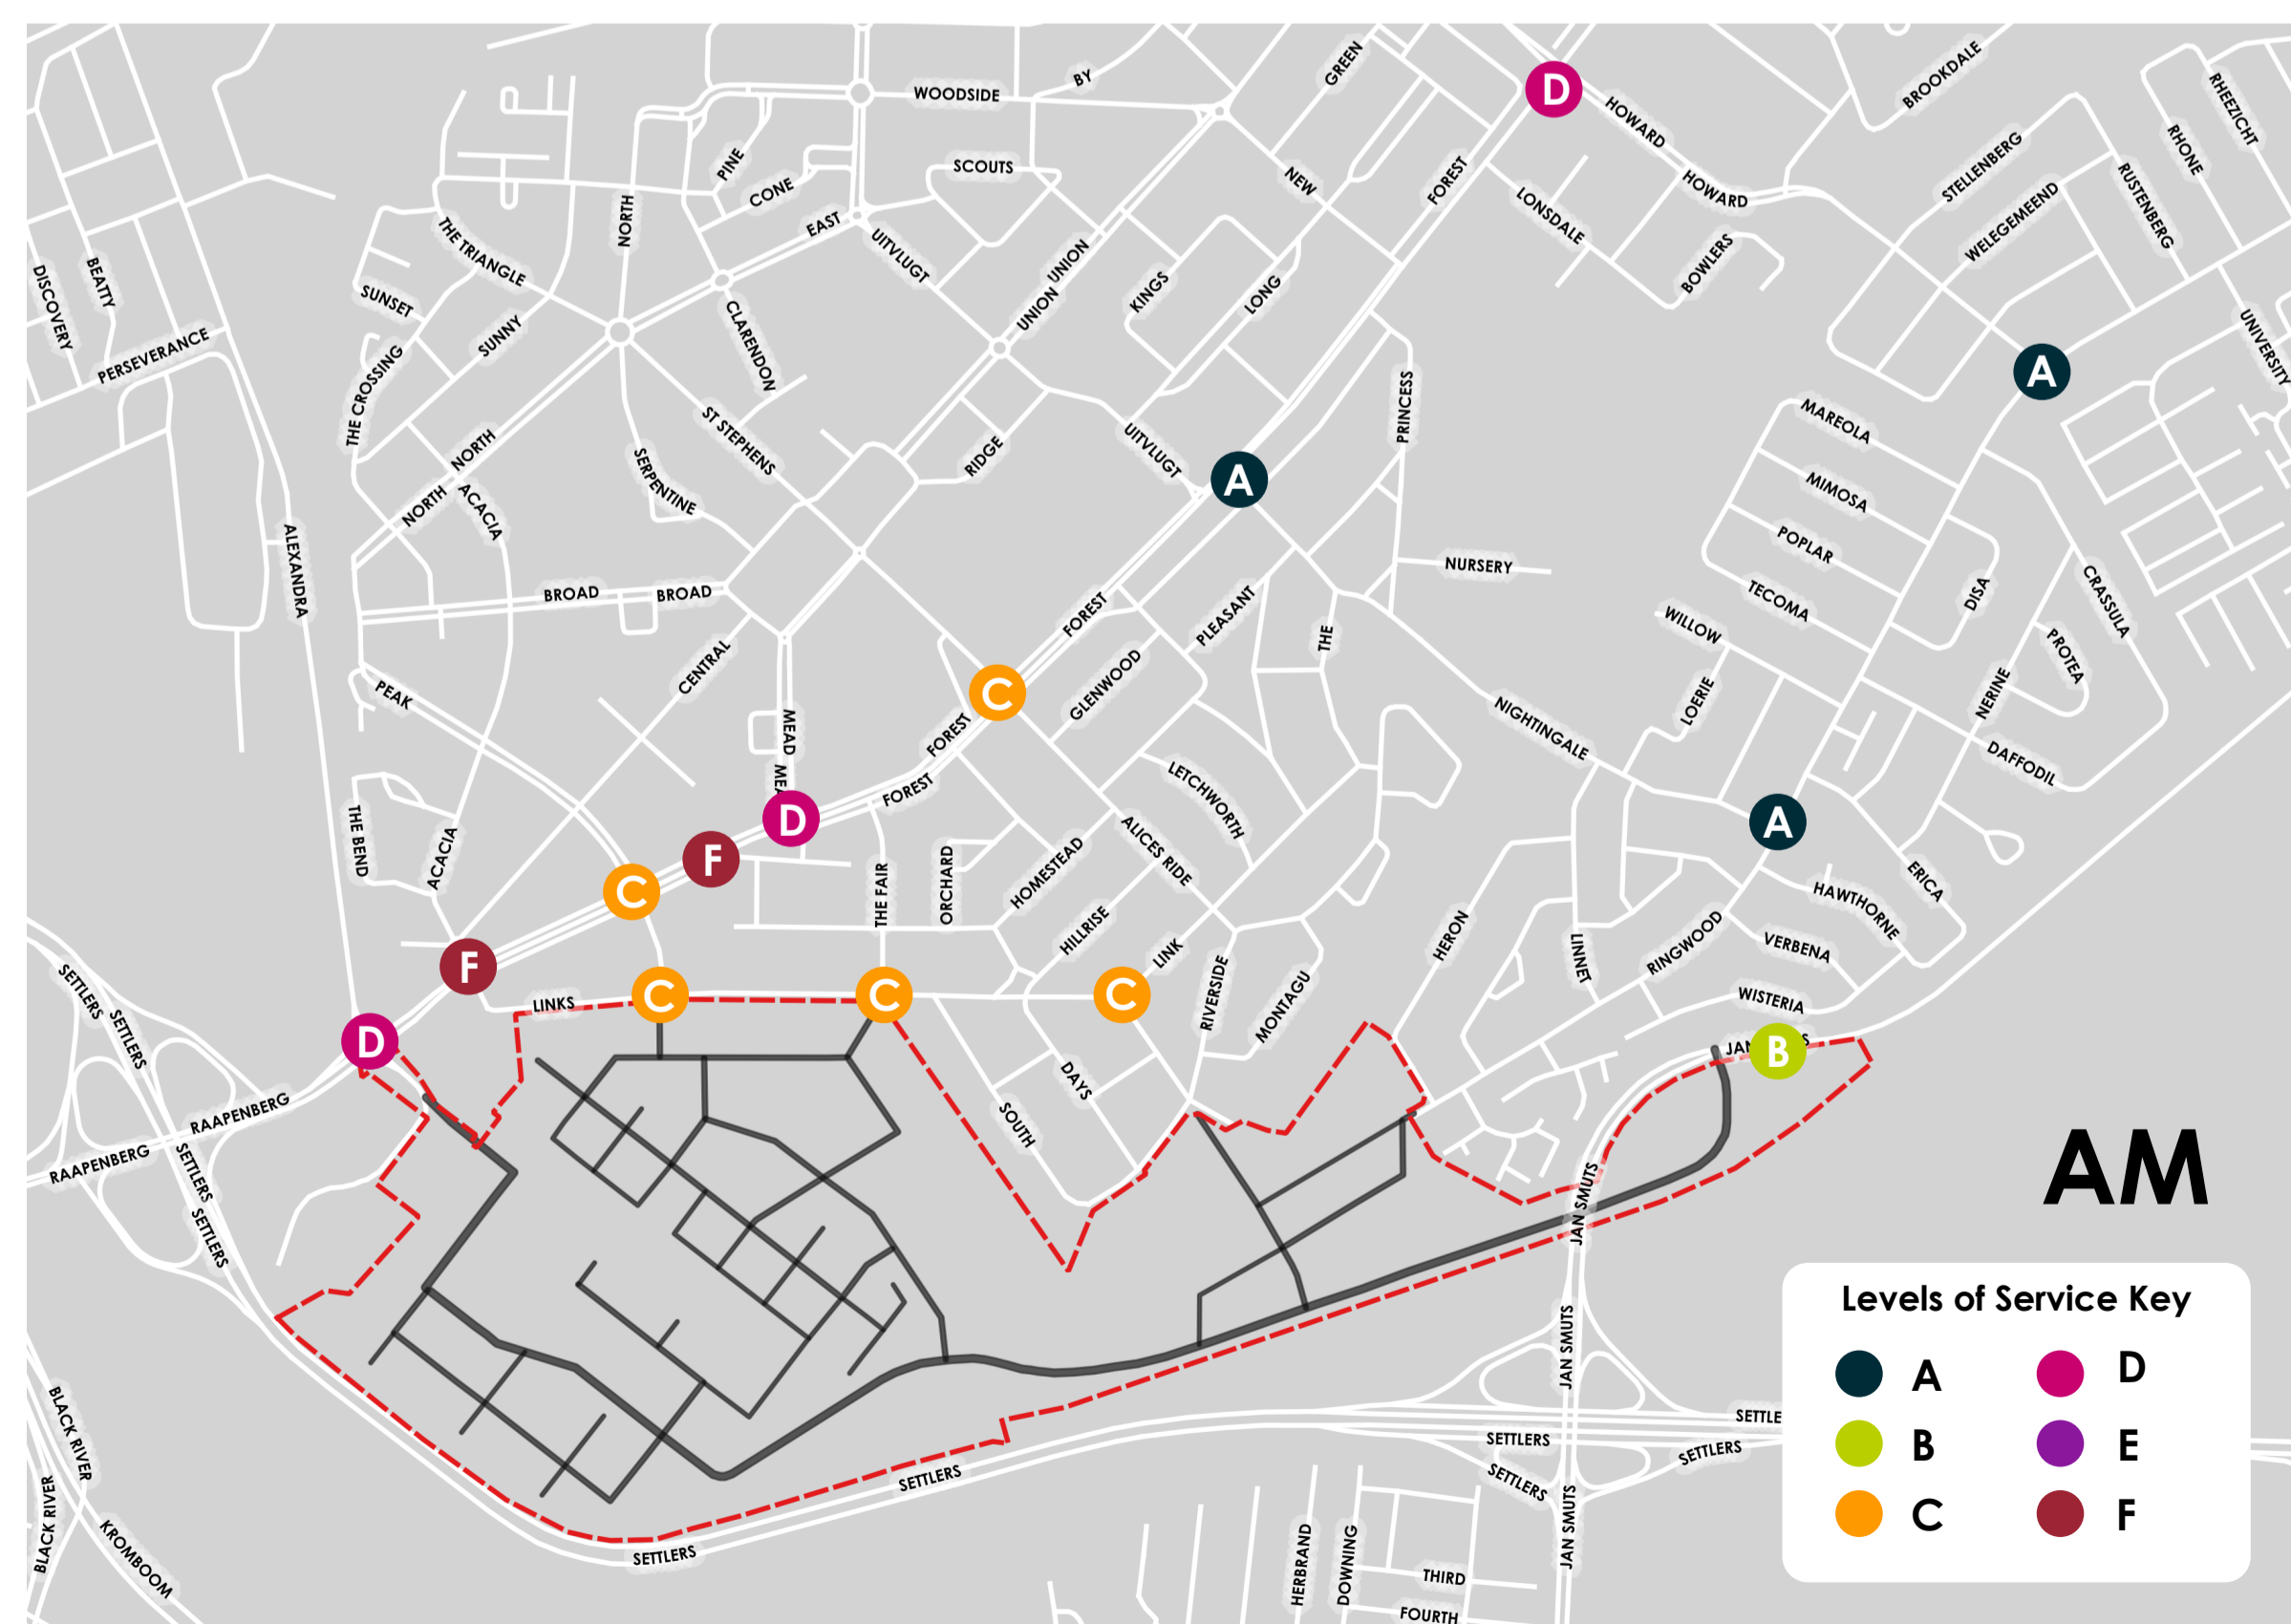 WOODSIDE
BY
GREEN
D
HOWARD
BROOKDALE
RHEEZICHT
RHONE
STELLENBERG
RUSTENBERG
PINE
CONE
SCOUTS
NEW
FOREST
HOWARD
LONSDALE
WELEGEMEEND
NORTH
EAST
UITVLUGT
UNION
UNION
THE TRIANGLE
KINGS
LONG
BOWLERS
DISCOVERY
BEATTY
SUNSET
SUNNY
PERSEVERANCE
CLARENDON
UNIVERSITY
THE CROSSING
A
PRINCESS
MAREOLA
ST STEPHENS
NORTH
RIDGE
UITVLUGT
A
SERPENTINE
MIMOSA
NORTH
ACACIA
POPLAR
ALEXANDRA
NURSERY
BROAD
BROAD
TECOMA
DISA
CRASSULA
FOREST
PLEASANT
THE
WILLOW
PROTEA
CENTRAL
GLENWOOD
PEAK
C
LOERIE
NERINE
MEAD
FOREST
NIGHTINGALE
DAFFODIL
MEA
FOREST
LETCHWORTH
D
A
THE BEND
ACACIA
F
C
THE FAIR
ORCHARD
HOMESTEAD
ALICES RIDE
ERICA
HAWTHORNE
HILLRISE
LINK
HERON
LINNET
RINGWOOD
VERBENA
F
SETTLERS
LINKS
C
C
C
RIVERSIDE
MONTAGU
WISTERIA
SETTLERS
D
JAN
S
B
DAYS
SOUTH
RAAPENBERG
RAAPENBERG
SETTLERS
SETTLERS
JAN SMUTS
AM
JAN SMUTS
Levels of Service Key
A
D
B
E
C
F
BLACK RIVER
SETTLE
SETTLERS
SETTLERS
SETTLERS
SETTLERS
JAN SMUTS
BLACK RIVER
KROMBOOM
SETTLERS
HERBRAND
DOWNING
THIRD
FOURTH